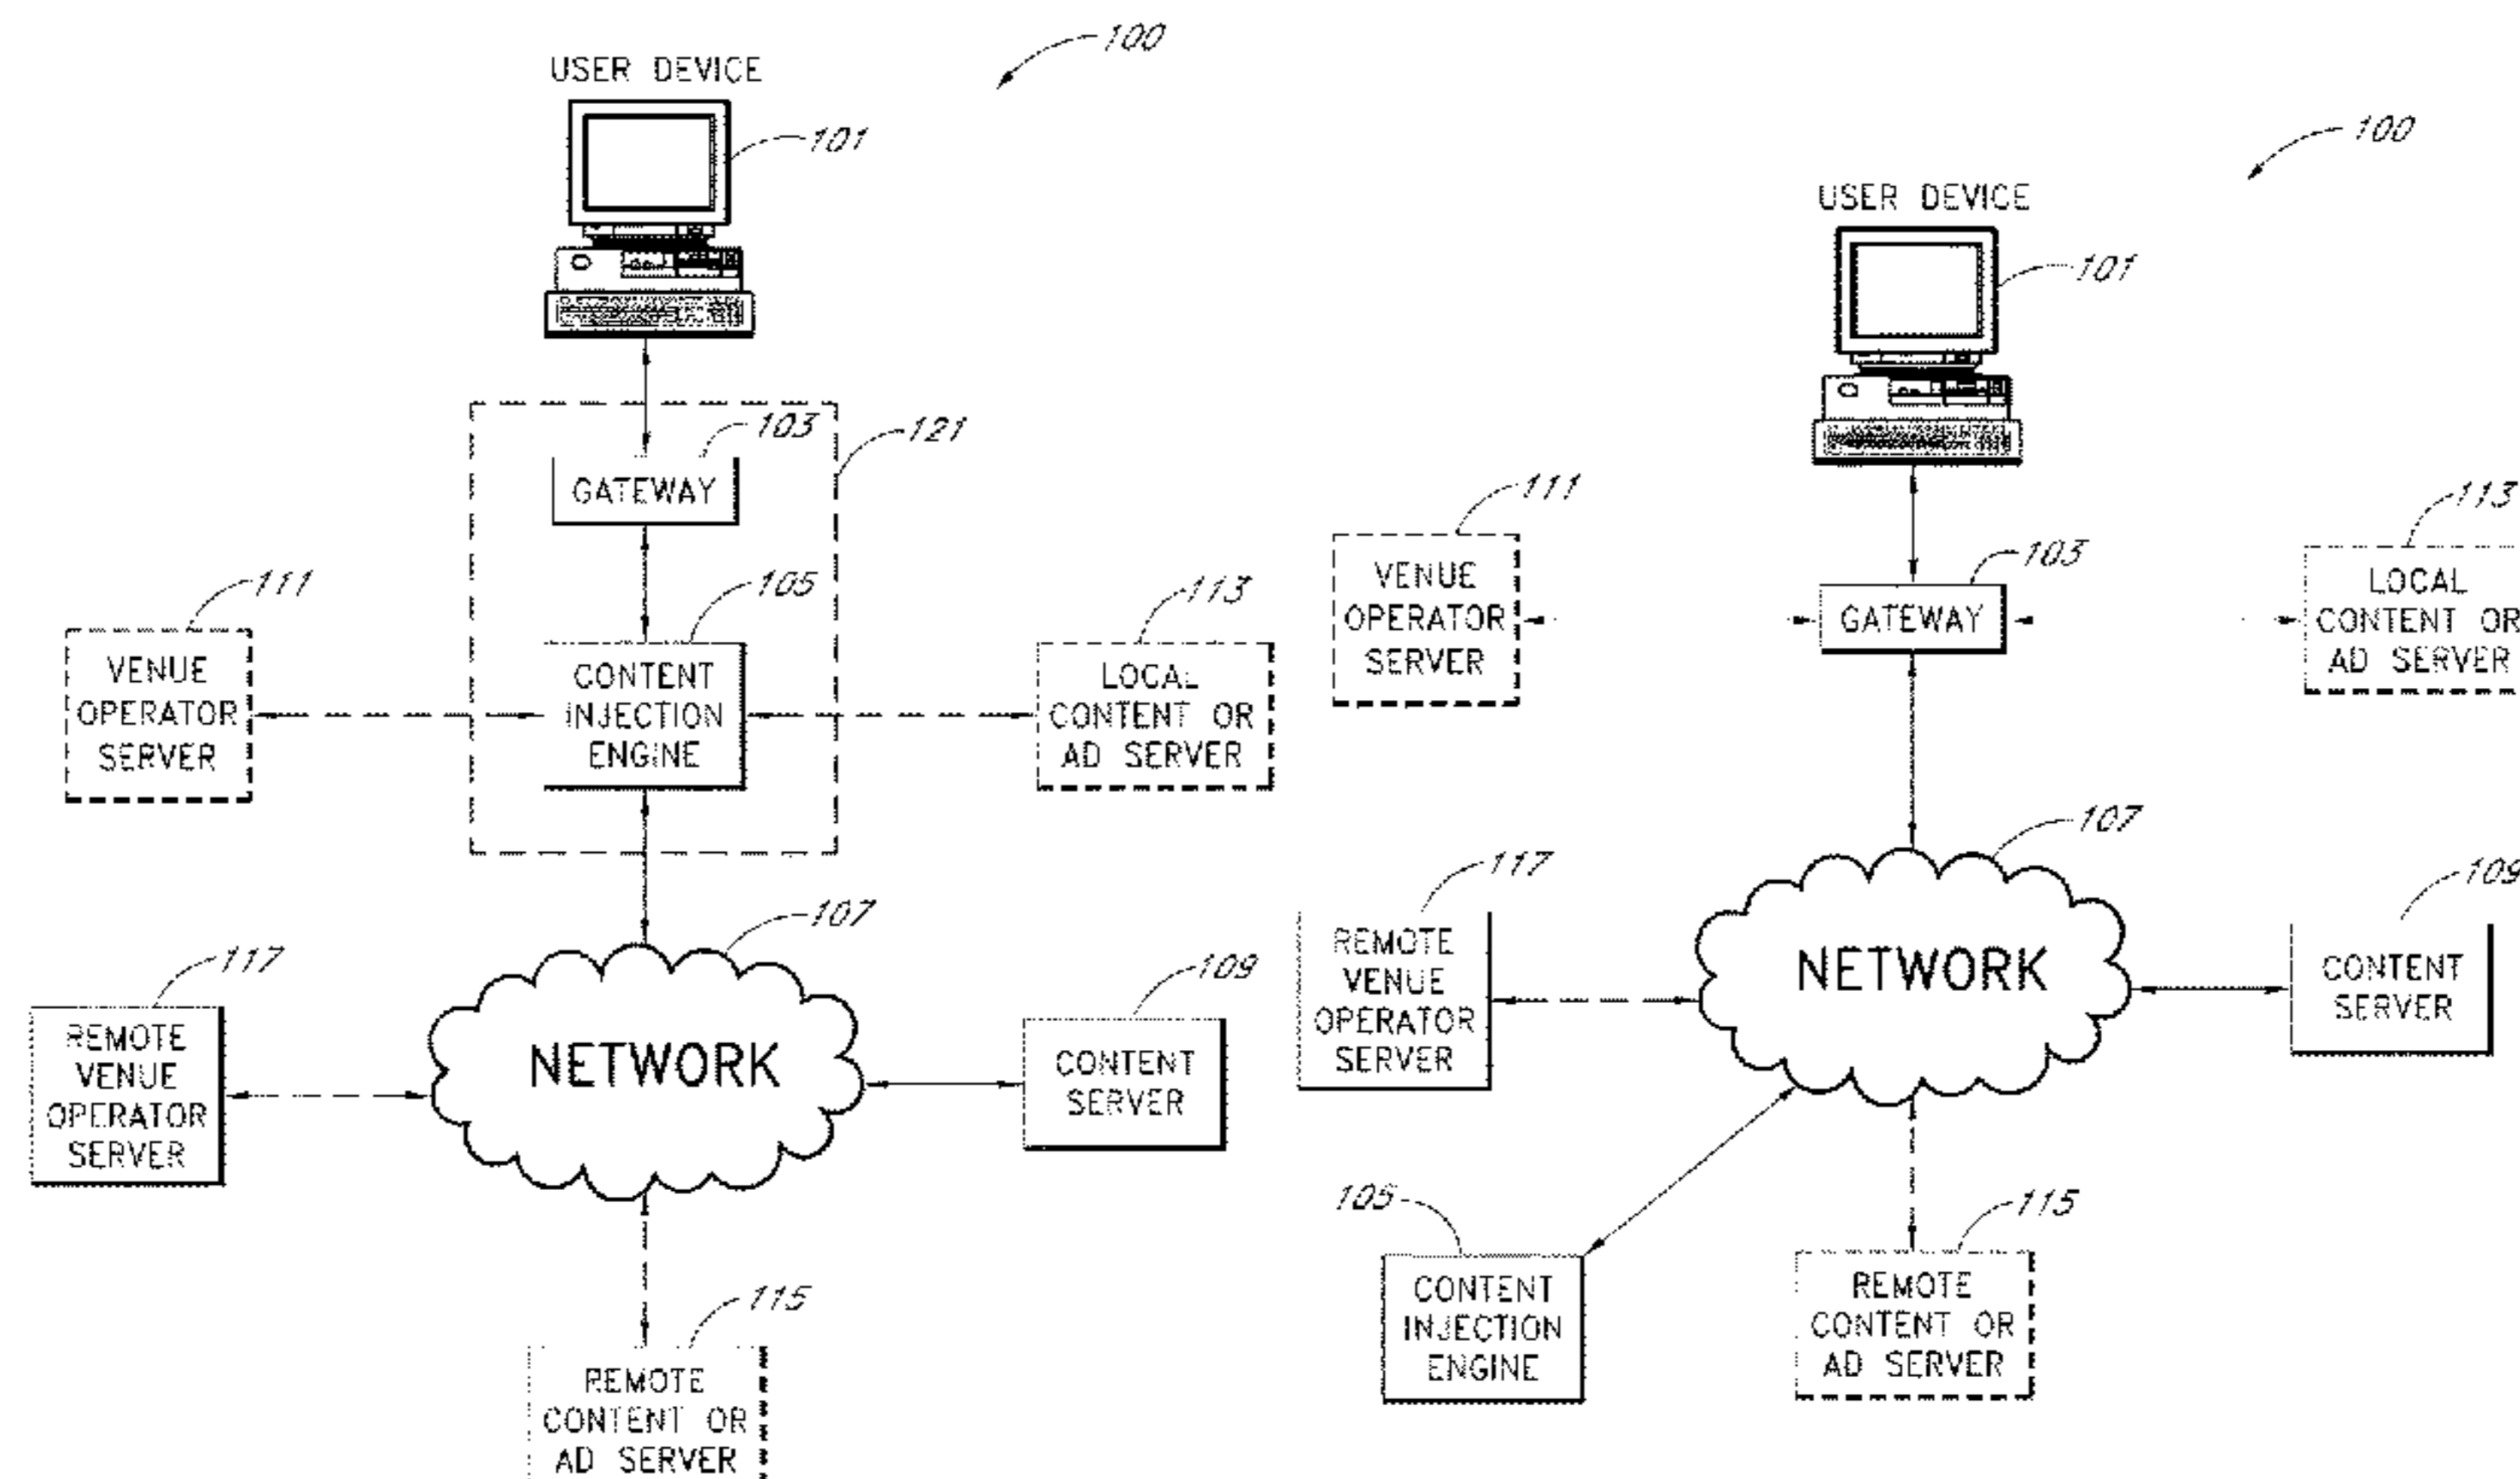 100
USER DEVICE
101
103
121
GATEWAY
111
105
113
VENUE
OPERATOR
SERVER
CONTENT
INJECTION
ENGINE
LOCAL
CONTENT OR
AD SERVER
107
117
109
REMOTE
VENUE
OPERATOR
SERVER
NETWORK
CONTENT
SERVER
115
REMOTE
CONTENT OR
AD SERVER
100
USER DEVICE
101
111
113
103
VENUE
OPERATOR
SERVER
GATEWAY
LOCAL
CONTENT OR
AD SERVER
107
117
109
REMOTE
VENUE
OPERATOR
SERVER
NETWORK
CONTENT
SERVER
105
115
CONTENT
INJECTION
ENGINE
REMOTE
CONTENT OR
AD SERVER